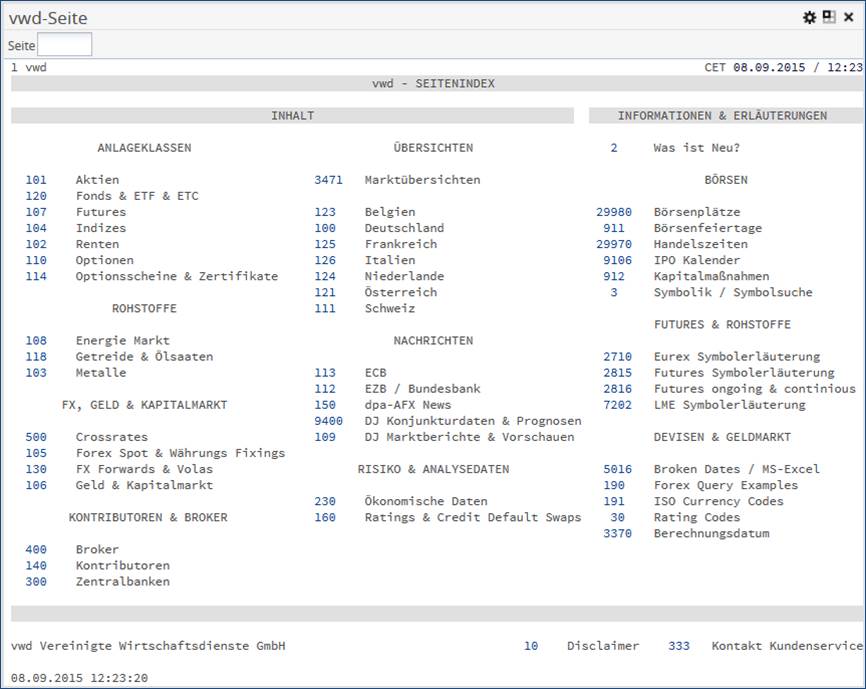 vwd-Seite
Seite
1 vwd CET 08.09.2015 / 12:23
vwd - SEITENINDEX
INHALT INFORMATIONEN & ERLÄUTERUNGEN
ANLAGEKLASSEN ÜBERSICHTEN 2 Was ist Neu?
101 Aktien 3471 Marktübersichten BÖRSEN
120 Fonds & ETF & ETC
107 Futures 123 Belgien 29980 Börsenplätze
104 Indizes 100 Deutschland 911 Börsenfeiertage
102 Renten 125 Frankreich 29970 Handelszeiten
110 Optionen 126 Italien 9106 IPO Kalender
114 Optionsscheine & Zertifikate 124 Niederlande 912 Kapitalmaßnahmen
121 Österreich 3 Symbolik / Symbolsuche
ROHSTOFFE 111 Schweiz
FUTURES & ROHSTOFFE
108 Energie Markt NACHRICHTEN
118 Getreide & Ölsaaten 2710 Eurex Symbolerläuterung
103 Metalle 113 ECB 2815 Futures Symbolerläuterung
112 EZB / Bundesbank 2816 Futures ongoing & continious
FX, GELD & KAPITALMARKT 150 dpa-AFX News 7202 LME Symbolerläuterung
9400 DJ Konjunkturdaten & Prognosen
500 Crossrates 109 DJ Marktberichte & Vorschauen DEVISEN & GELDMARKT
105 Forex Spot & Währungs Fixings
130 FX Forwards & Volas RISIKO & ANALYSEDATEN 5016 Broken Dates / MS-Excel
106 Geld & Kapitalmarkt 190 Forex Query Examples
230 Ökonomische Daten 191 ISO Currency Codes
KONTRIBUTOREN & BROKER 160 Ratings & Credit Default Swaps 30 Rating Codes
3370 Berechnungsdatum
400 Broker
140 Kontributoren
300 Zentralbanken
vwd Vereinigte Wirtschaftsdienste GmbH 10 Disclaimer 333 Kontakt Kundenservice
08.09.2015 12:23:20